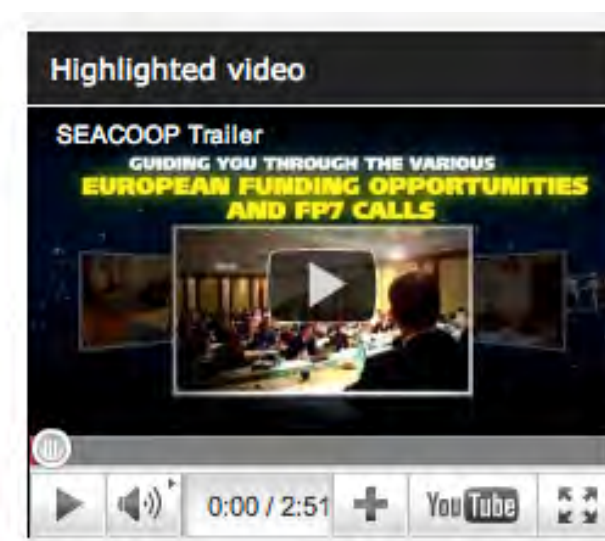 Highlighted video
SEACOOP Trailer
GUIDING YOU THROUGH THE VARIOUS
EUROPEAN FUNDING OPPORTUNITIES
AND FP7 CALLS
0:00 / 2:51
YouTube